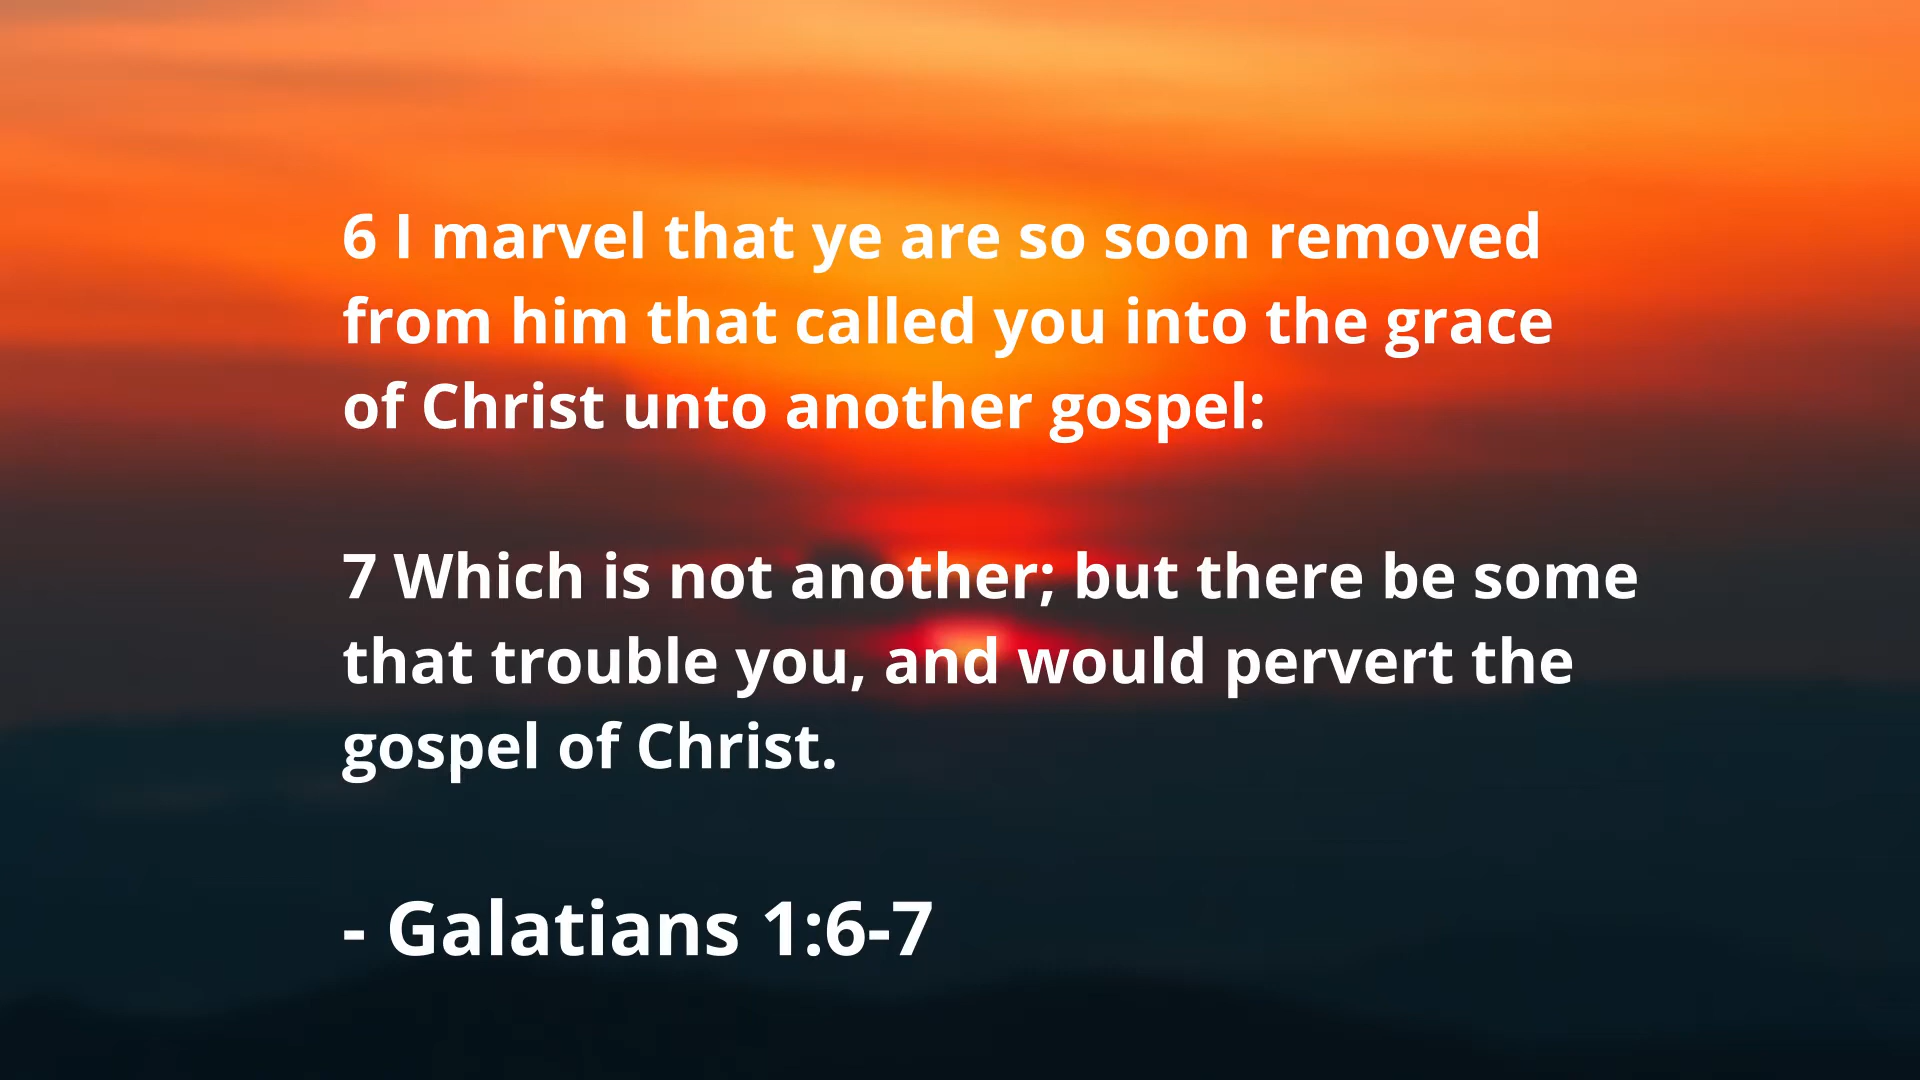 6 I marvel that ye are so soon removed
from him that called you into the grace
of Christ unto another gospel:
7 Which is not another; but there be some
that trouble you, and would pervert the
gospel of Christ.
- Galatians 1:6-7